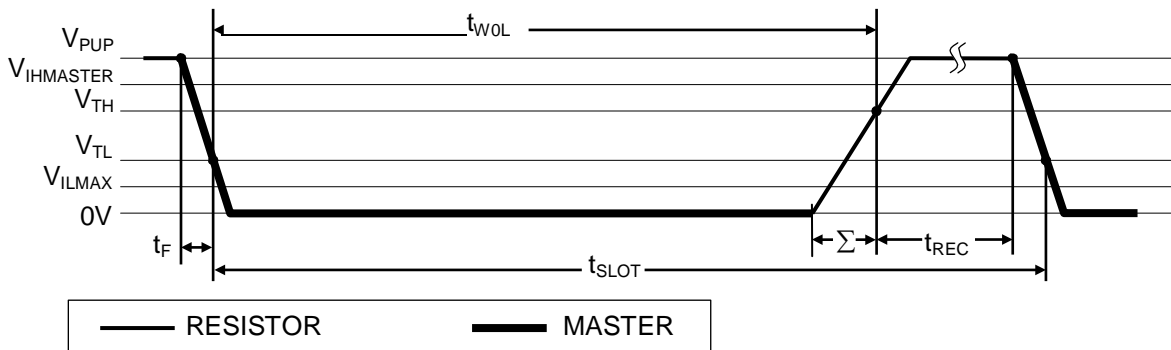 tW0L
VPUP
VIHMASTER
VTH
VTL
VILMAX
0V
tF
Σ
tREC
tSLOT
RESISTOR
MASTER